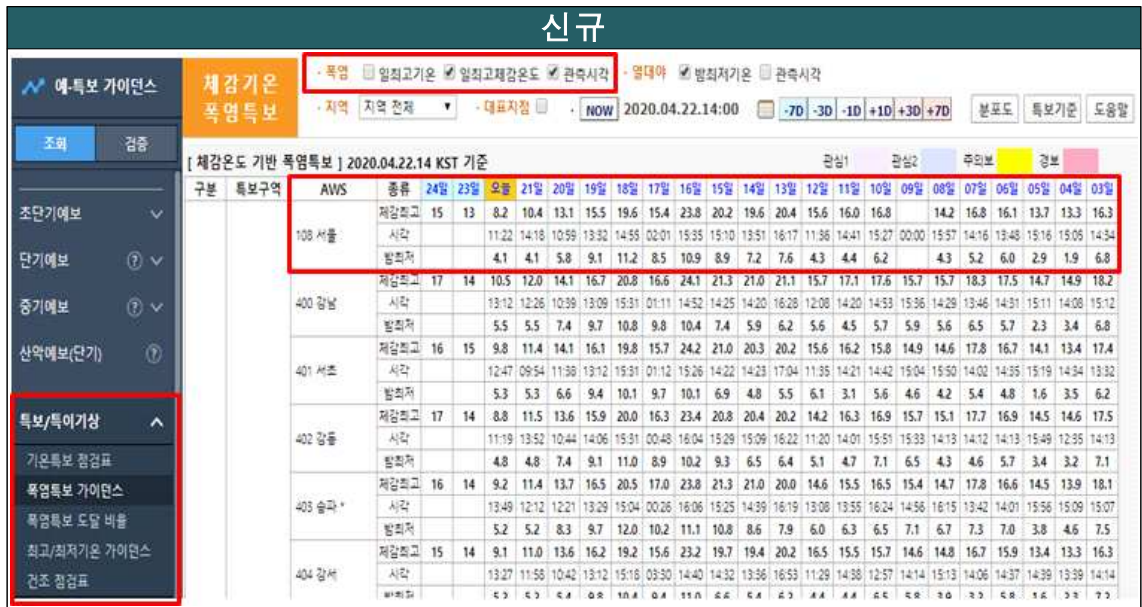 신규
예-특보 가이던스
조회 검증
초단기예보
단기예보 ?
중기예보 ?
산악예보(단기) ?
특보/특이기상
기온특보 점검표
폭염특보 가이던스
폭염특보 도달 비율
최고/최저기온 가이던스
건조 점검표
체감기온
폭염특보
· 폭염 일최고기온 일최고체감온도 관측시각 · 열대야 밤최저기온 관측시각
· 지역 지역 전체 · 대표지점 · NOW 2020.04.22.14:00 -7D -3D -1D +1D +3D +7D 분포도 특보기준 도움말
[ 체감온도 기반 폭염특보 ] 2020.04.22.14 KST 기준 관심1 관심2 주의보 경보
구분 특보구역 AWS 종류 24일 23일 오늘 21일 20일 19일 18일 17일 16일 15일 14일 13일 12일 11일 10일 09일 08일 07일 06일 05일 04일 03일
체감최고 15 13 8.2 10.4 13.1 15.5 19.6 15.4 23.8 20.2 19.6 20.4 15.6 16.0 16.8 14.2 16.8 16.1 13.7 13.3 16.3
108 서울 시각 11:22 14:18 10:59 13:32 14:55 02:01 15:35 15:10 13:51 16:17 11:36 14:41 15:27 00:00 15:57 14:16 13:48 15:16 15:05 14:34
밤최저 4.1 4.1 5.8 9.1 11.2 8.5 10.9 8.9 7.2 7.6 4.3 4.4 6.2 4.3 5.2 6.0 2.9 1.9 6.8
체감최고 17 14 10.5 12.0 14.1 16.7 20.8 16.6 24.1 21.3 21.0 21.1 15.7 17.1 17.6 15.7 15.7 18.3 17.5 14.7 14.9 18.2
400 강남 시각 13:12 12:26 10:39 13:09 15:31 01:11 14:52 14:25 14:20 16:28 12:08 14:20 14:53 15:36 14:29 13:46 14:31 15:11 14:08 15:12
밤최저 5.5 5.5 7.4 9.7 10.8 9.8 10.4 7.4 5.9 6.2 5.6 4.5 5.7 5.9 5.6 6.5 5.7 2.3 3.4 6.8
체감최고 16 15 9.8 11.4 14.1 16.1 19.8 15.7 24.2 21.0 20.3 20.2 15.6 16.2 15.8 14.9 14.6 17.8 16.7 14.1 13.4 17.4
401 서초 시각 12:47 09:54 11:38 13:12 15:31 01:12 15:26 14:22 14:23 17:04 11:35 14:21 14:42 15:04 15:50 14:02 14:35 15:19 14:34 13:32
밤최저 5.3 5.3 6.6 9.4 10.1 9.7 10.1 6.9 4.8 5.5 6.1 3.1 5.6 4.6 4.2 5.4 4.8 1.6 3.5 6.2
체감최고 17 14 8.8 11.5 13.6 15.9 20.0 16.3 23.4 20.8 20.4 20.2 14.2 16.3 16.9 15.7 15.1 17.7 16.9 14.5 14.6 17.5
402 강동 시각 11:19 13:52 10:44 14:06 15:31 00:48 16:04 15:29 15:09 16:22 11:20 14:01 15:51 15:33 14:13 14:12 14:13 15:49 12:35 14:13
밤최저 4.8 4.8 7.4 9.1 11.0 8.9 10.2 9.3 6.5 6.4 5.1 4.7 7.1 6.5 4.3 4.6 5.7 3.4 3.2 7.1
체감최고 16 14 9.2 11.4 13.7 16.5 20.5 17.0 23.8 21.3 21.0 20.0 14.6 15.5 16.5 15.4 14.7 17.8 16.6 14.5 13.9 18.1
403 송파 * 시각 13:49 12:12 12:21 13:29 15:04 00:26 16:06 15:25 14:39 16:19 13:08 13:55 16:24 14:56 16:15 13:42 14:01 15:56 15:09 15:07
밤최저 5.2 5.2 8.3 9.7 12.0 10.2 11.1 10.8 8.6 7.9 6.0 6.3 6.5 7.1 6.7 7.3 7.0 3.8 4.6 7.5
체감최고 15 14 9.1 11.0 13.6 16.2 19.2 15.6 23.2 19.7 19.4 20.2 16.5 15.5 15.7 14.6 14.8 16.7 15.9 13.4 13.3 16.3
404 강서 시각 13:27 11:58 10:42 13:12 15:18 03:30 14:40 14:32 13:36 16:53 11:29 14:38 12:57 14:14 15:13 14:06 14:37 14:39 13:39 14:14